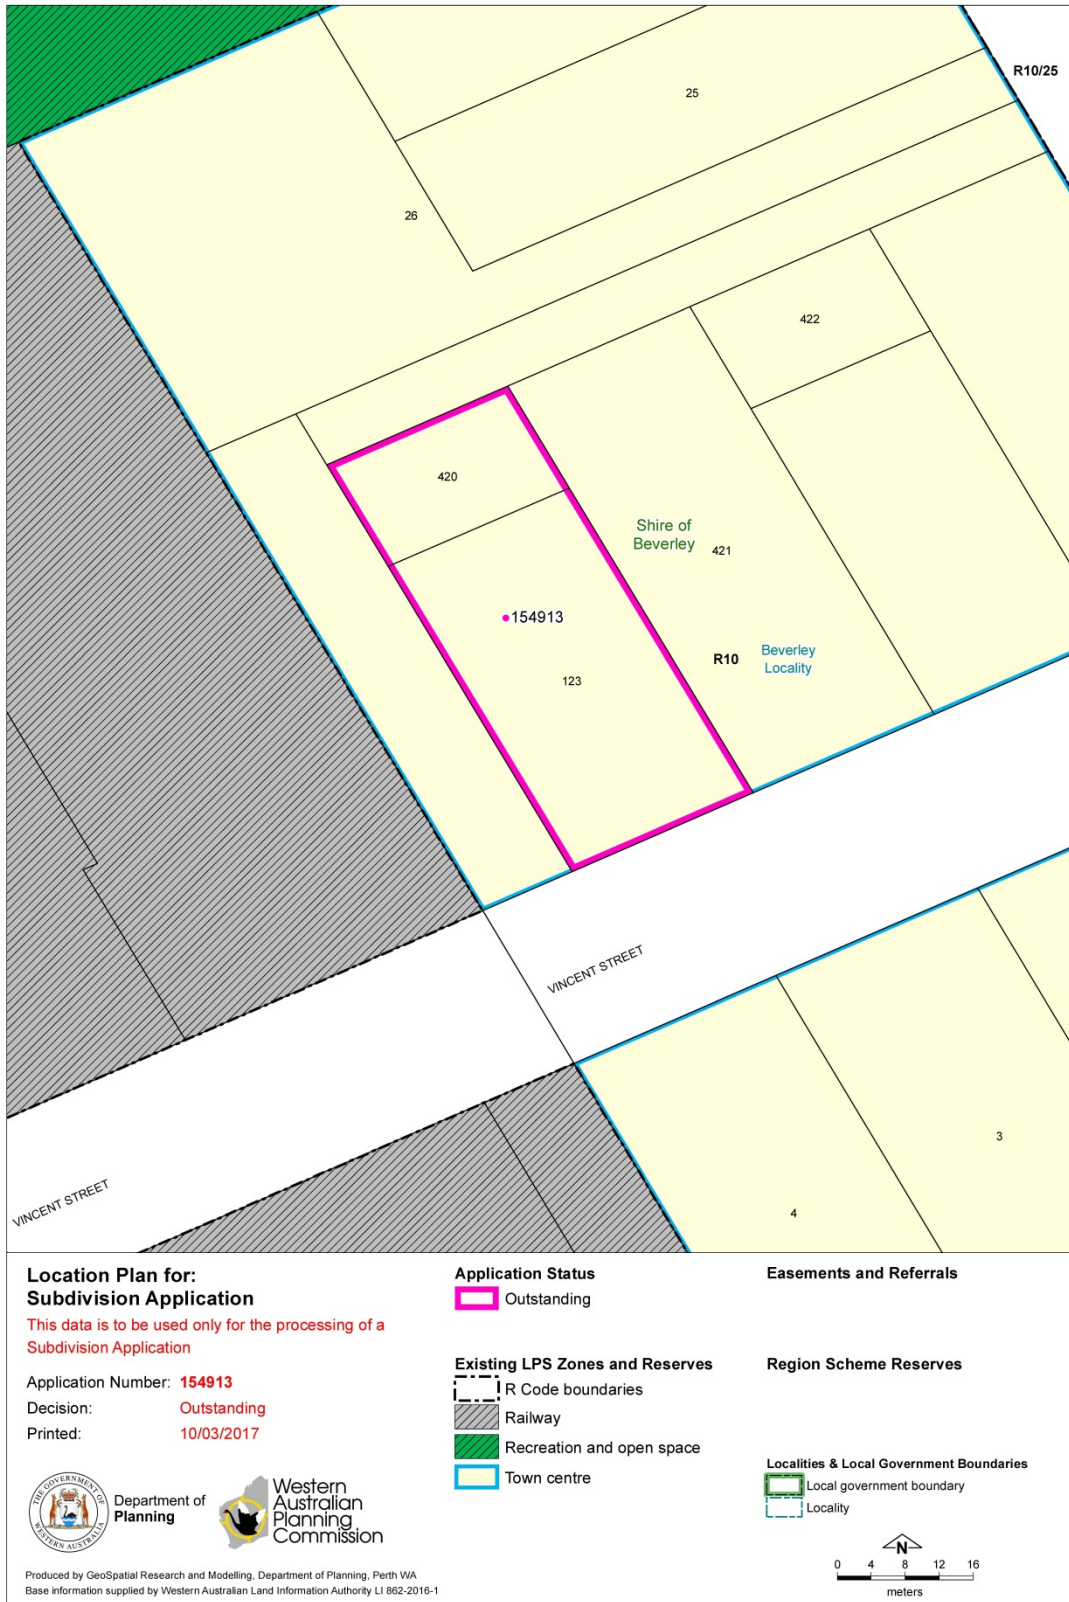 R10/25
25
26
422
420
Shire of
Beverley
421
154913
R10
Beverley
Locality
123
VINCENT STREET
VINCENT STREET
3
4
Location Plan for:
Subdivision Application
This data is to be used only for the processing of a
Subdivision Application
Application Number: 154913
Decision: Outstanding
Printed: 10/03/2017
THE GOVERNMENT OF
WESTERN AUSTRALIA
Department of
Planning
Western
Australian
Planning
Commission
Produced by GeoSpatial Research and Modelling, Department of Planning, Perth WA
Base information supplied by Western Australian Land Information Authority LI 862-2016-1
Application Status
Outstanding
Existing LPS Zones and Reserves
R Code boundaries
Railway
Recreation and open space
Town centre
Easements and Referrals
Region Scheme Reserves
Localities & Local Government Boundaries
Local government boundary
Locality
N
0 4 8 12 16
meters